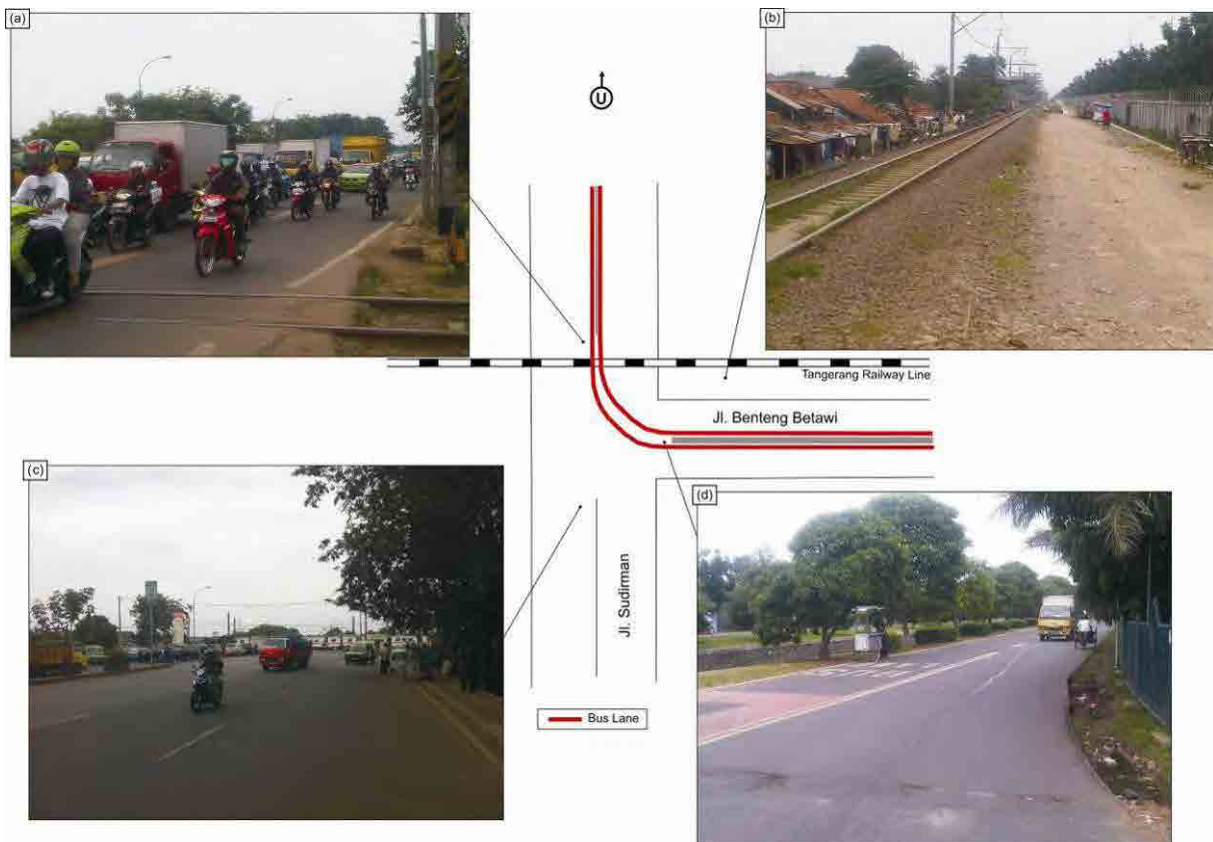 (a)
(b)
U
Tangerang Railway Line
Jl. Benteng Betawi
(c)
(d)
Jl. Sudirman
Bus Lane